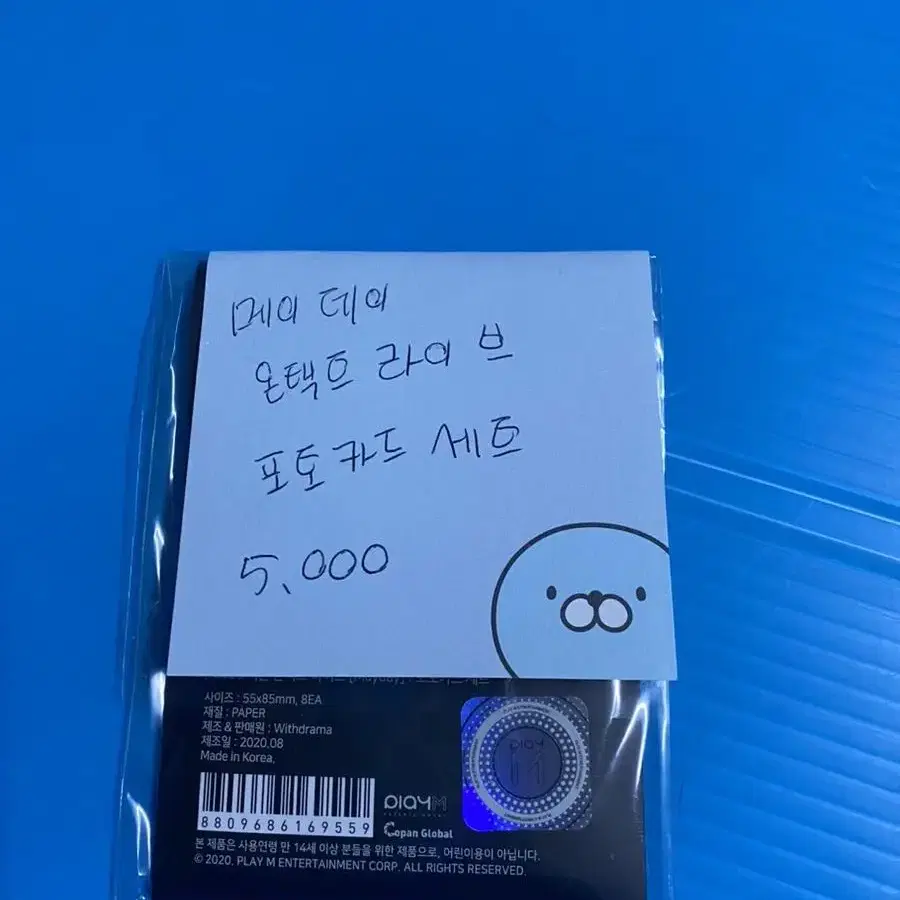 메이데이
온택트 라이브
포토카드 세트
5,000
사이즈 : 55x85mm, 8EA
재질 : PAPER
제조 & 판매원 : Withdrama
제조일 : 2020.08
Made in Korea.
8809686169559
PLAYM
ENTERTAINMENT
Copan Global
PLAY M
본 제품은 사용연령 만 14세 이상 분들을 위한 제품으로, 어린이용이 아닙니다.
© 2020. PLAY M ENTERTAINMENT CORP. ALL RIGHTS RESERVED.